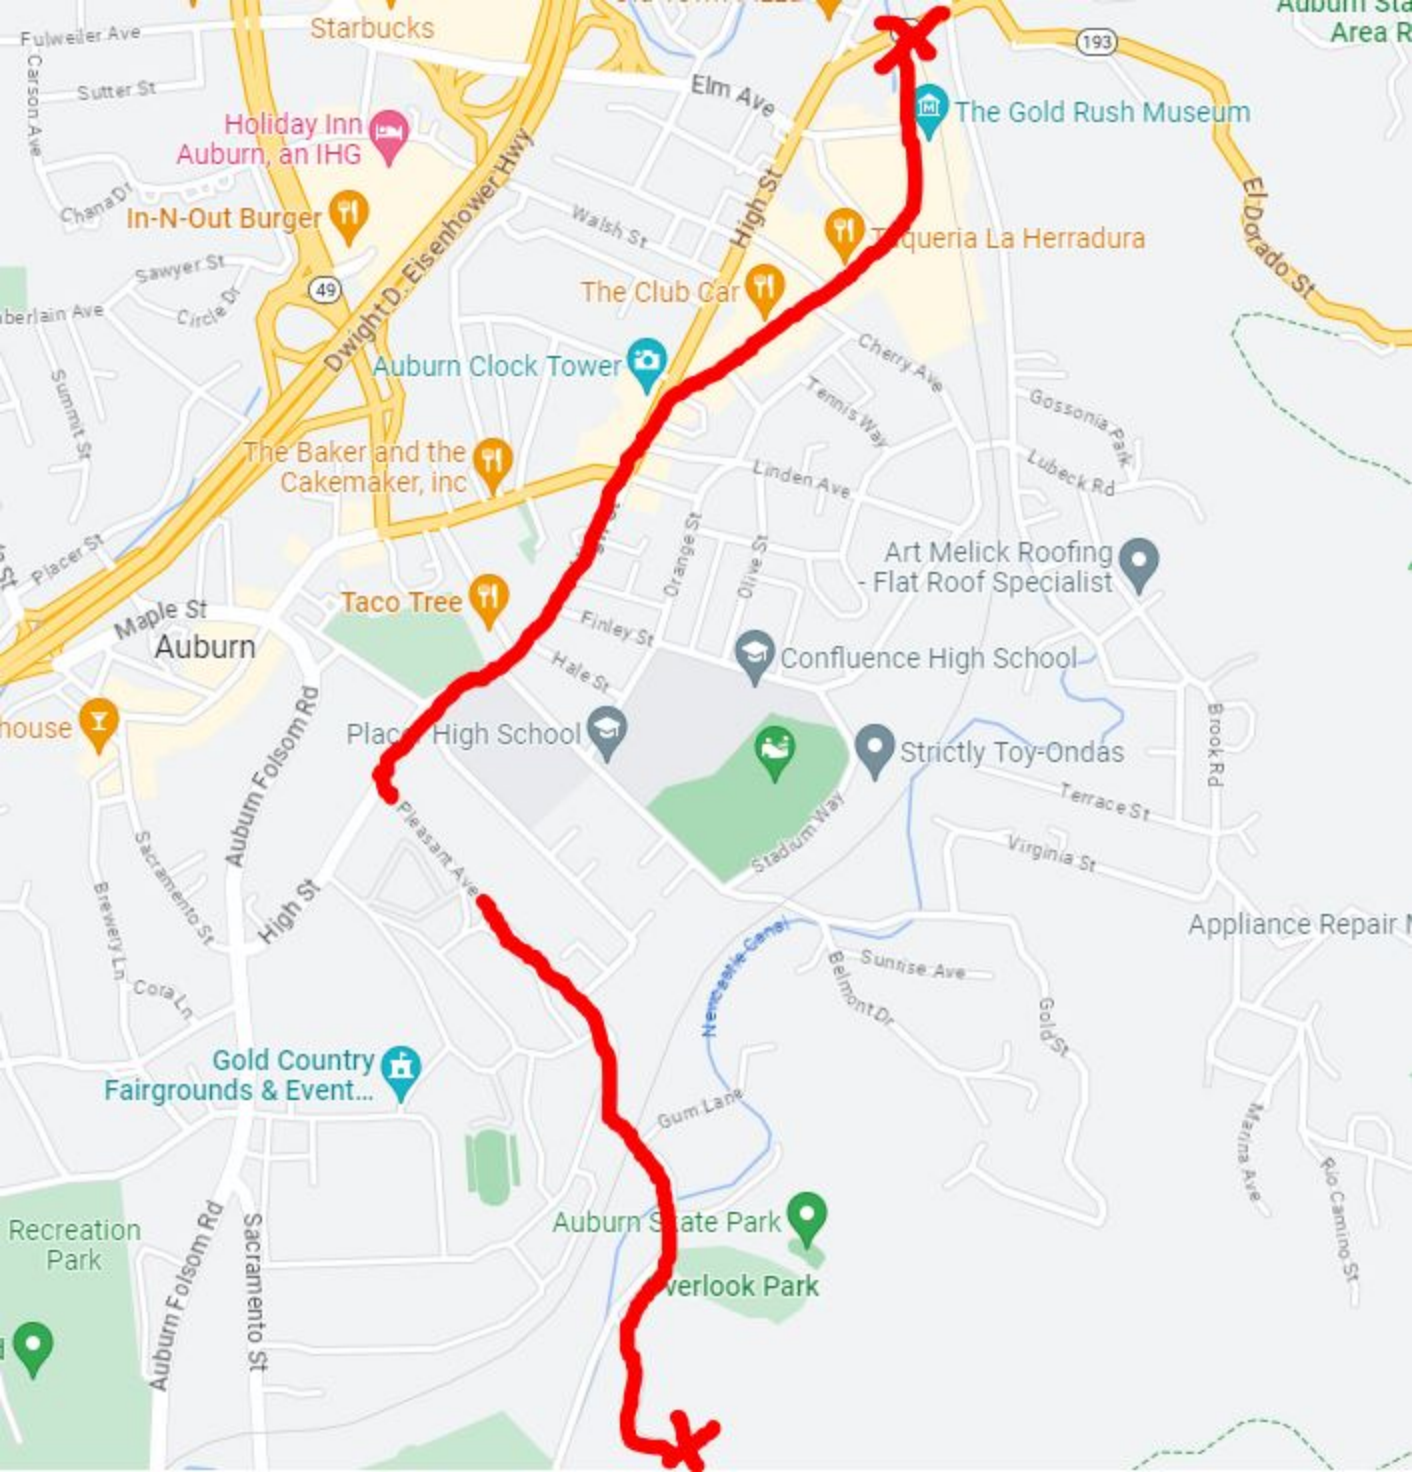 Auburn Sta
Area R
Fulweiler Ave
Starbucks
193
Carson Ave
Sutter St
Elm Ave
The Gold Rush Museum
Holiday Inn
Auburn, an IHG
Chana Dr
In-N-Out Burger
Walsh St
High St
El Dorado St
Taqueria La Herradura
Sawyer St
49
Dwight D. Eisenhower Hwy
The Club Car
Circle Dr
berlain Ave
Cherry Ave
Auburn Clock Tower
Summit St
Tennis Way
Gossonia Park
The Baker and the
Cakemaker, inc
Linden Ave
Lubeck Rd
Placer St
Orange St
Olive St
Art Melick Roofing
- Flat Roof Specialist
Maple St
Auburn
Taco Tree
Finley St
Hale St
Confluence High School
Auburn Folsom Rd
house
Place High School
Strictly Toy-Ondas
Brook Rd
Terrace St
Pleasant Ave
Stadium Way
Virginia St
Sacramento St
Brewery Ln
High St
Appliance Repair M
Newcastle Canal
Sunrise Ave
Belmont Dr
Cora Ln
Gold St
Gold Country
Fairgrounds & Event...
Gum Lane
Marina Ave
Rio Camino St
Recreation
Park
Auburn State Park
verlook Park
Auburn Folsom Rd
Sacramento St